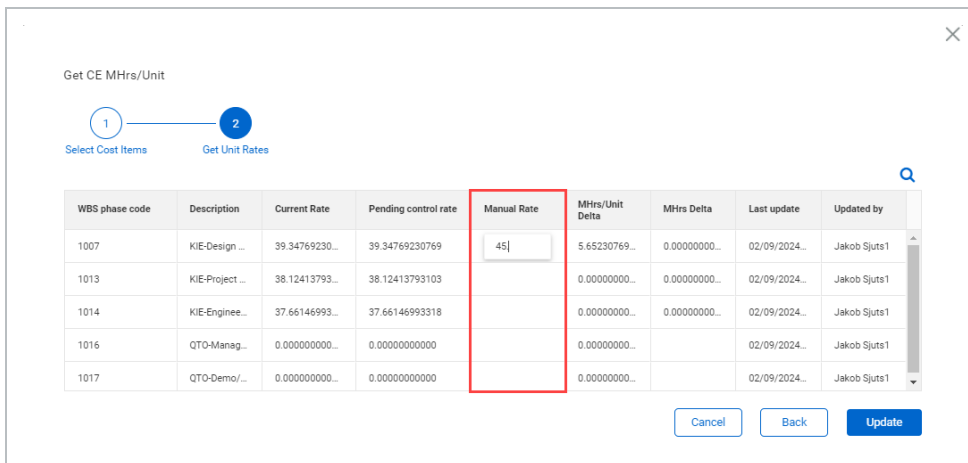 Get CE MHrs/Unit
1
2
Select Cost Items
Get Unit Rates
WBS phase code Description Current Rate Pending control rate Manual Rate MHrs/Unit Delta MHrs Delta Last update Updated by
1007 KIE-Design ... 39.34769230... 39.34769230769 45 5.65230769... 0.00000000... 02/09/2024... Jakob Sjuts1
1013 KIE-Project ... 38.12413793... 38.12413793103 0.00000000... 0.00000000... 02/09/2024... Jakob Sjuts1
1014 KIE-Enginee... 37.66146993... 37.66146993318 0.00000000... 0.00000000... 02/09/2024... Jakob Sjuts1
1016 QTO-Manag... 0.000000000... 0.00000000000 0.00000000... 02/09/2024... Jakob Sjuts1
1017 QTO-Demo/... 0.000000000... 0.00000000000 0.00000000... 02/09/2024... Jakob Sjuts1
Cancel
Back
Update